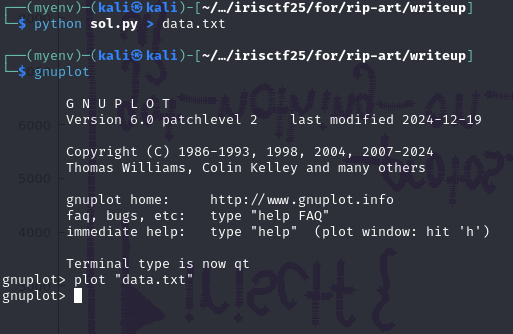 ┌──(myenv)─(kali㉿kali)-[~/…/irisctf25/for/rip-art/writeup]
└─$ python sol.py > data.txt
┌──(myenv)─(kali㉿kali)-[~/…/irisctf25/for/rip-art/writeup]
└─$ gnuplot
G N U P L O T
Version 6.0 patchlevel 2    last modified 2024-12-19
Copyright (C) 1986-1993, 1998, 2004, 2007-2024
Thomas Williams, Colin Kelley and many others
gnuplot home:     http://www.gnuplot.info
faq, bugs, etc:   type "help FAQ"
immediate help:   type "help"  (plot window: hit 'h')
Terminal type is now qt
gnuplot> plot "data.txt"
gnuplot>
6000
5000
4000